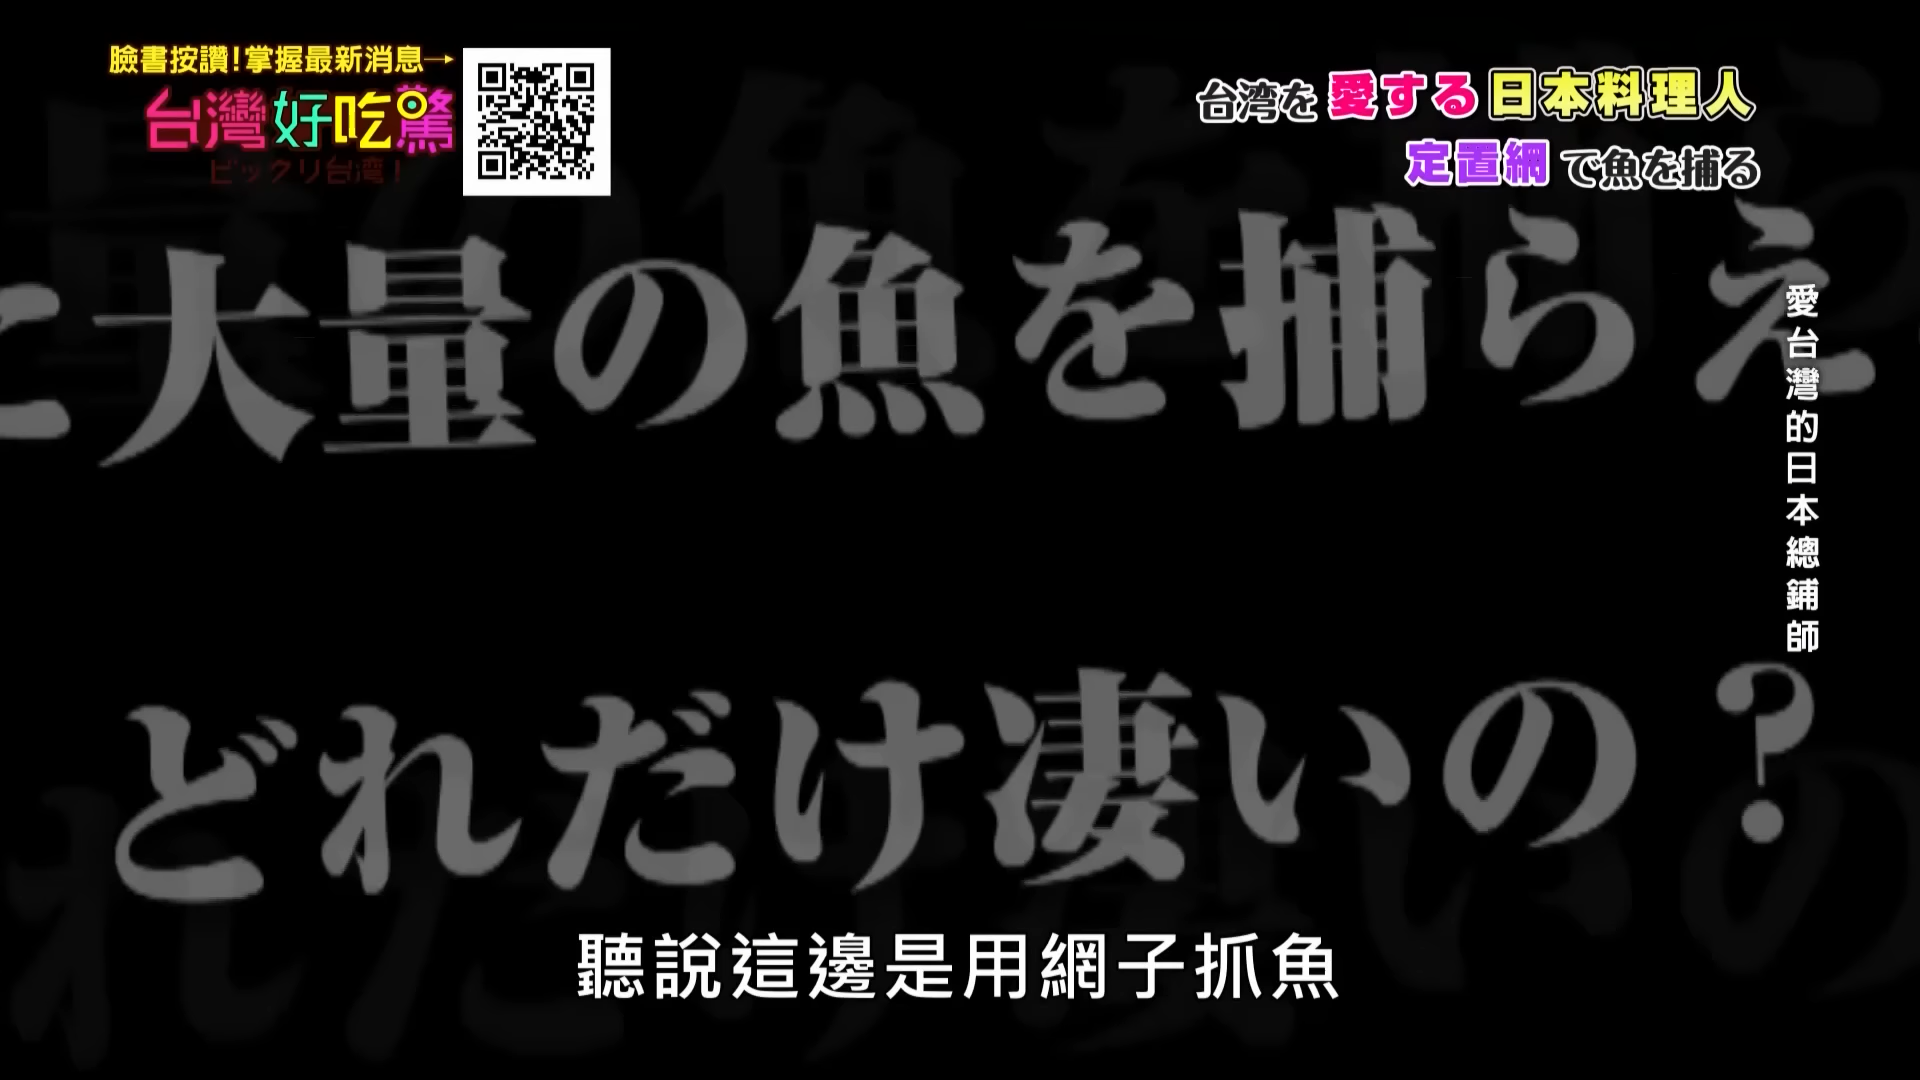 臉書按讚!掌握最新消息→
台灣好吃驚
ビックリ台湾!
台湾を愛する日本料理人
定置網で魚を捕る
大量の魚を捕らえ
どれだけ凄いの?
愛台灣的日本總鋪師
聽說這邊是用網子抓魚